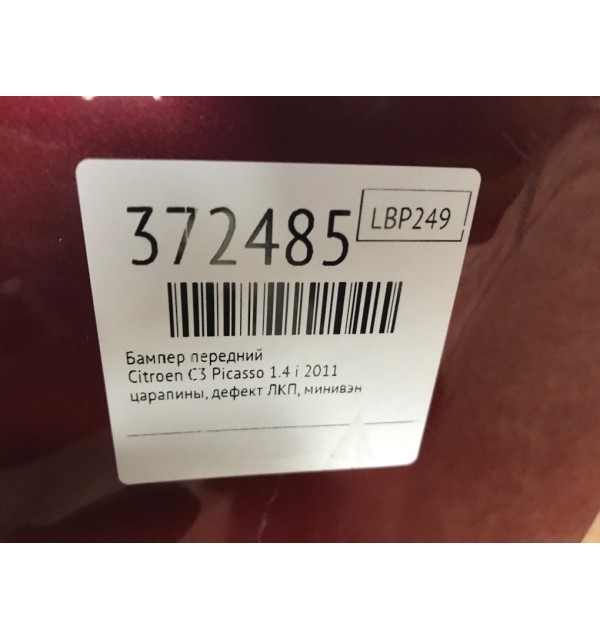 372485
LBP249
Бампер передний
Citroen C3 Picasso 1.4 i 2011
царапины, дефект ЛКП, минивэн